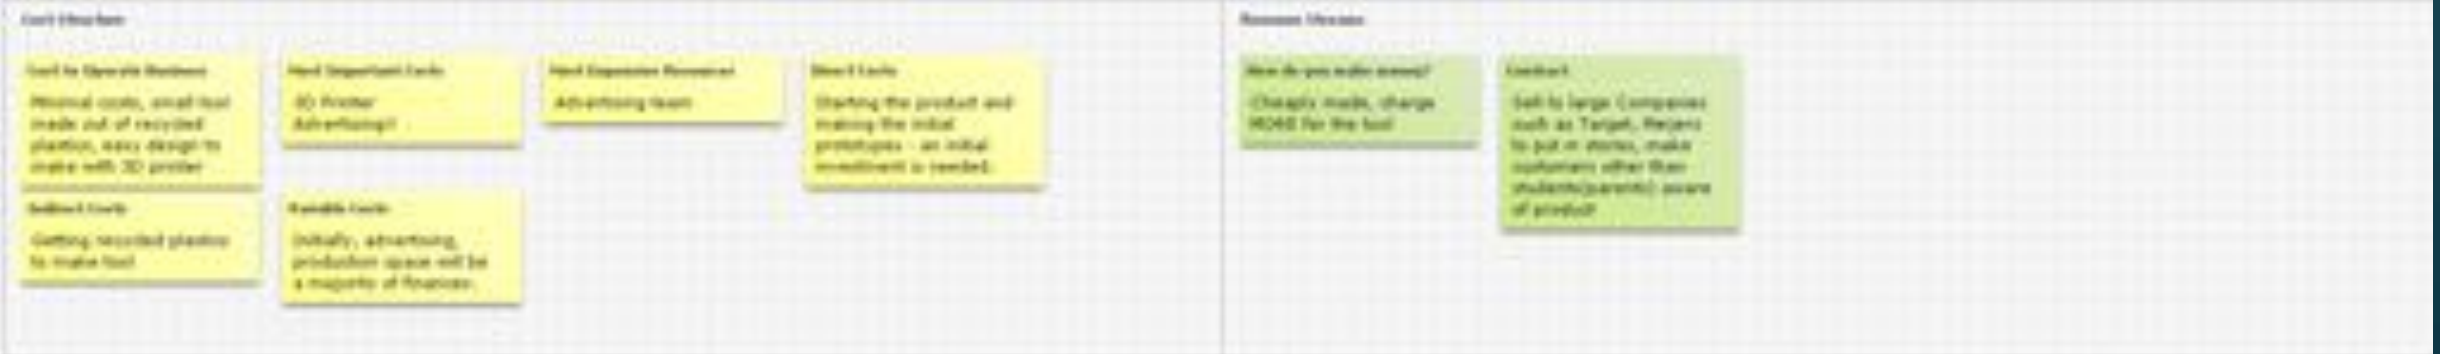 Cost Structure
Cost to Operate Business
Minimal costs, small tool
made out of recycled
plastics, easy design to
make with 3D printer
Most Important Costs
3D Printer
Advertising!!
Most Expensive Resources
Advertising team
Direct Costs
Starting the product and
making the initial
prototypes - an initial
investment is needed.
Indirect Costs
Getting recycled plastics
to make tool
Variable Costs
Initially, advertising,
production space will be
a majority of finances.
Revenue Streams
How do you make money?
Cheaply made, charge
MORE for the tool
Contract
Sell to large Companies
such as Target, Meijers
to put in stores, make
customers other than
students(parents) aware
of product